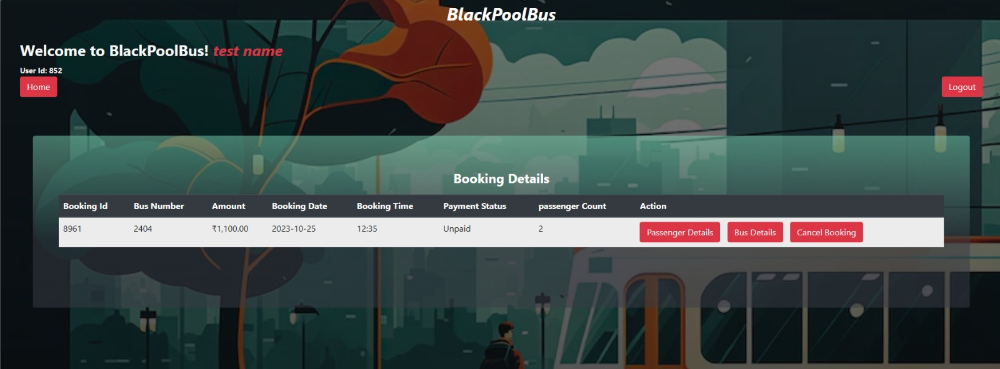 BlackPoolBus
Welcome to BlackPoolBus! test name
User Id: 852
Home
Logout
Booking Details
Booking Id Bus Number Amount Booking Date Booking Time Payment Status passenger Count Action
8961 2404 ₹1,100.00 2023-10-25 12:35 Unpaid 2 Passenger Details Bus Details Cancel Booking